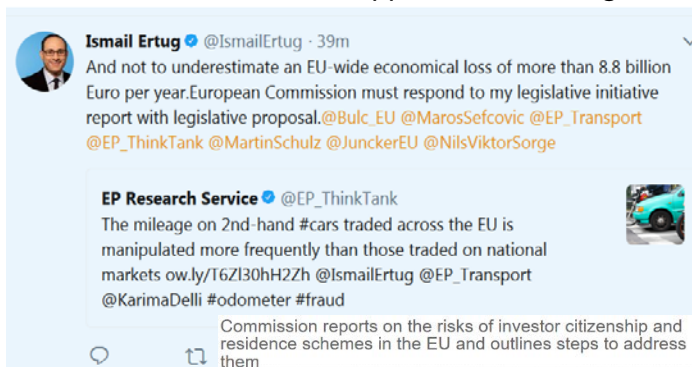 Ismail Ertug @IsmailErtug · 39m
And not to underestimate an EU-wide economical loss of more than 8.8 billion
Euro per year.European Commission must respond to my legislative initiative
report with legislative proposal.@Bulc_EU @MarosSefcovic @EP_Transport
@EP_ThinkTank @MartinSchulz @JunckerEU @NilsViktorSorge
EP Research Service @EP_ThinkTank
The mileage on 2nd-hand #cars traded across the EU is
manipulated more frequently than those traded on national
markets ow.ly/T6Zl30hH2Zh @IsmailErtug @EP_Transport
@KarimaDelli #odometer #fraud
Commission reports on the risks of investor citizenship and
residence schemes in the EU and outlines steps to address
them